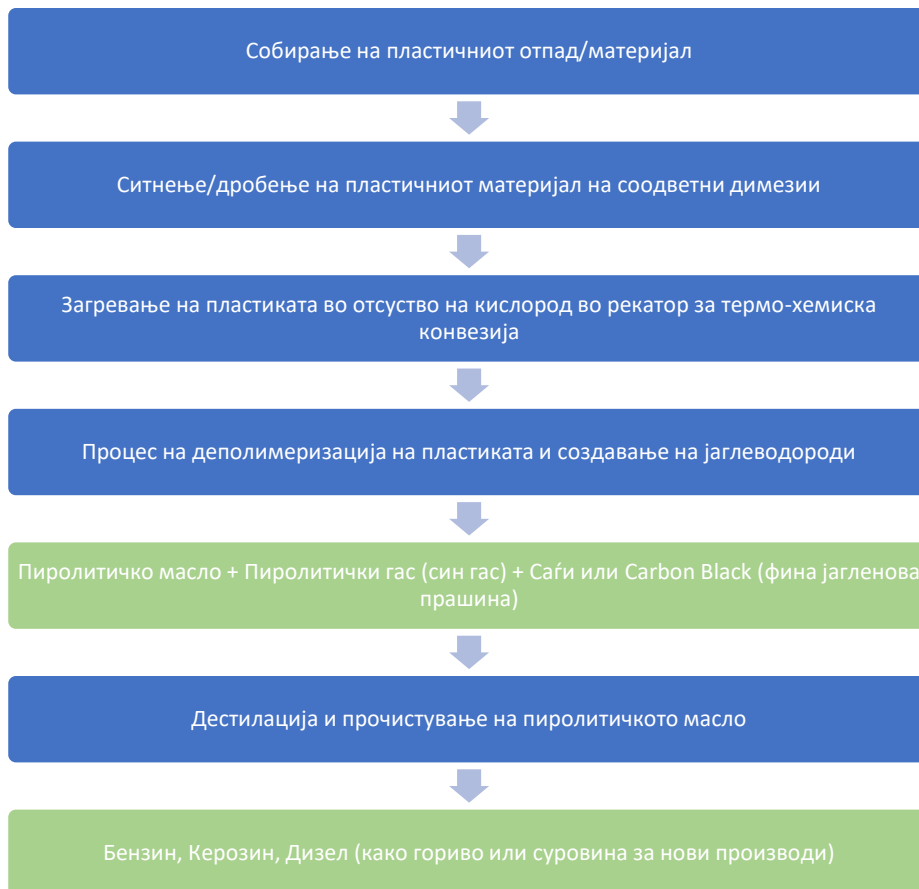 Собирање на пластичниот отпад/материјал
Ситнење/дробење на пластичниот материјал на соодветни димезии
Загревање на пластиката во отсуство на кислород во рекатор за термо-хемиска
конвезија
Процес на деполимеризација на пластиката и создавање на јаглеводороди
Пиролитичко масло + Пиролитички гас (син гас) + Саѓи или Carbon Black (фина јагленова
прашина)
Дестилација и прочистување на пиролитичкото масло
Бензин, Керозин, Дизел (како гориво или суровина за нови производи)